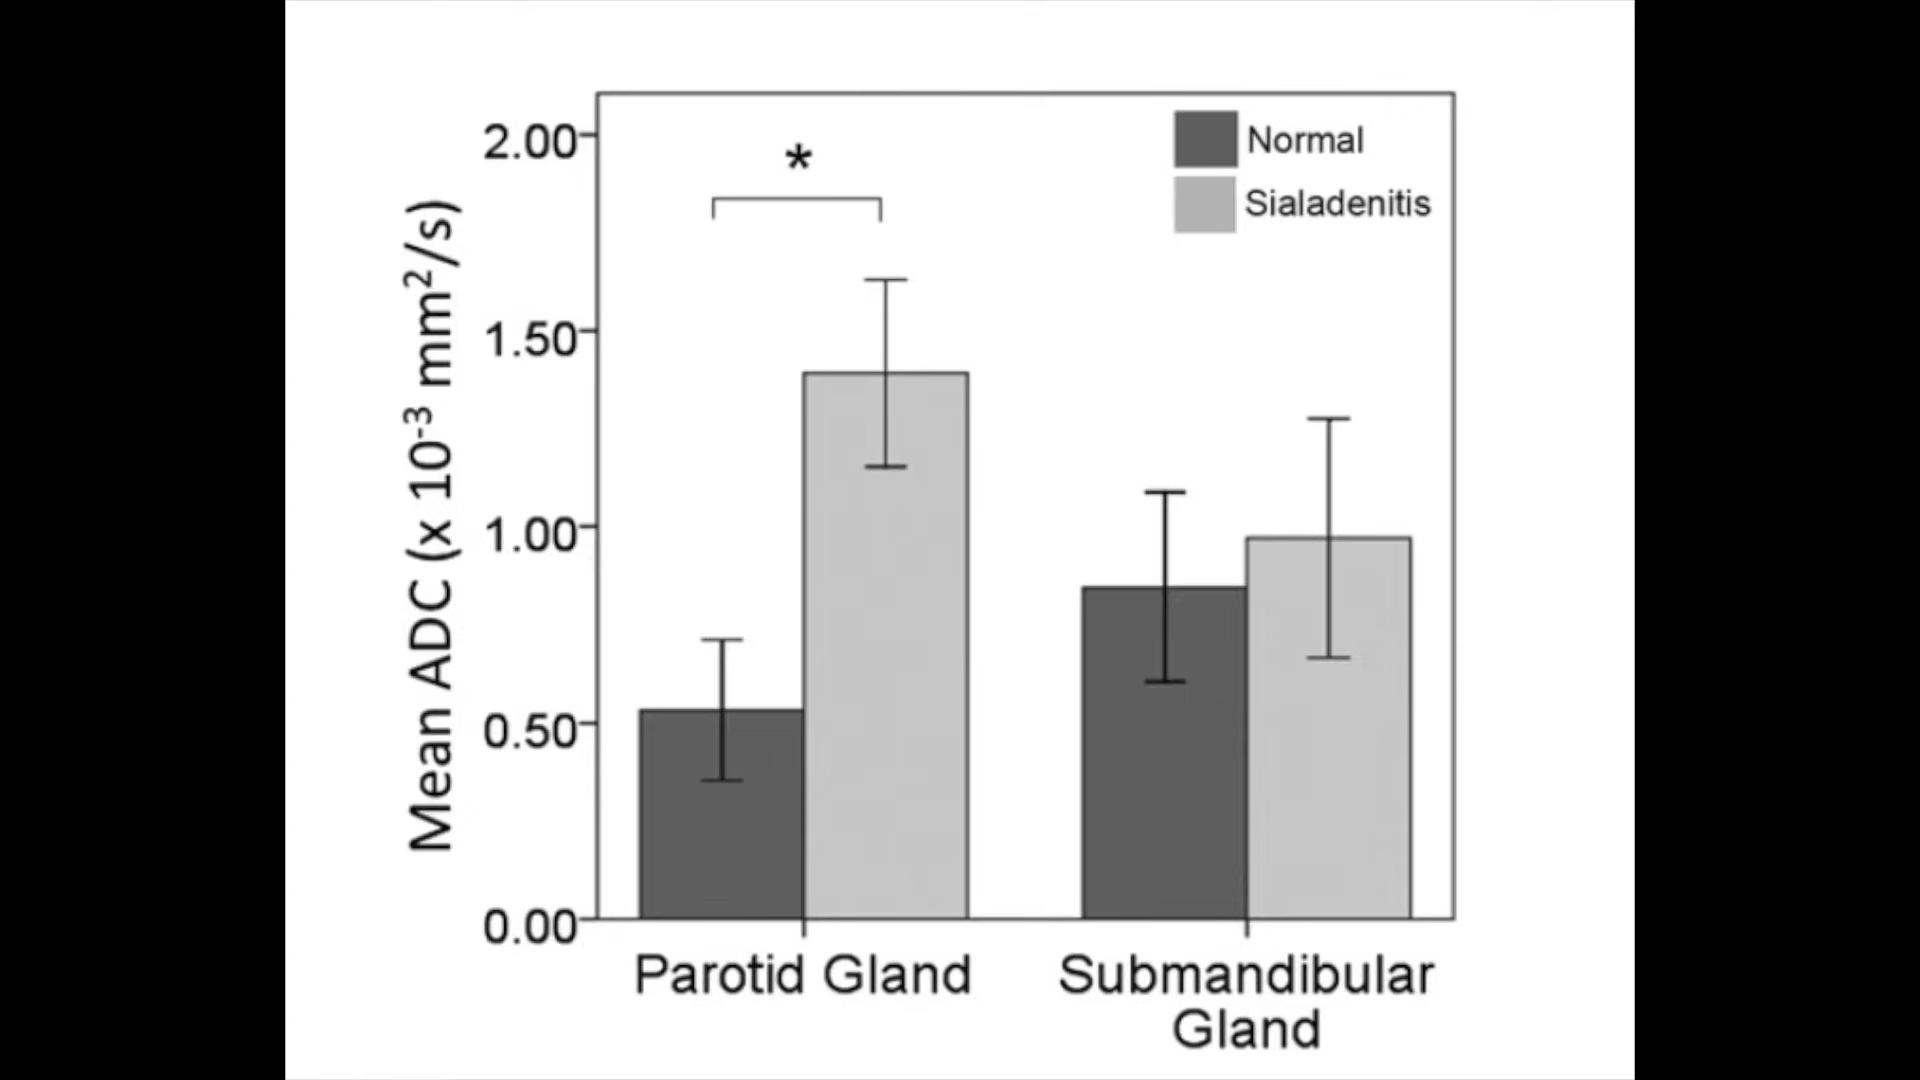 2.00
1.50
1.00
0.50
0.00
Mean ADC (x 10⁻³ mm²/s)
*
Normal
Sialadenitis
Parotid Gland
Submandibular
Gland